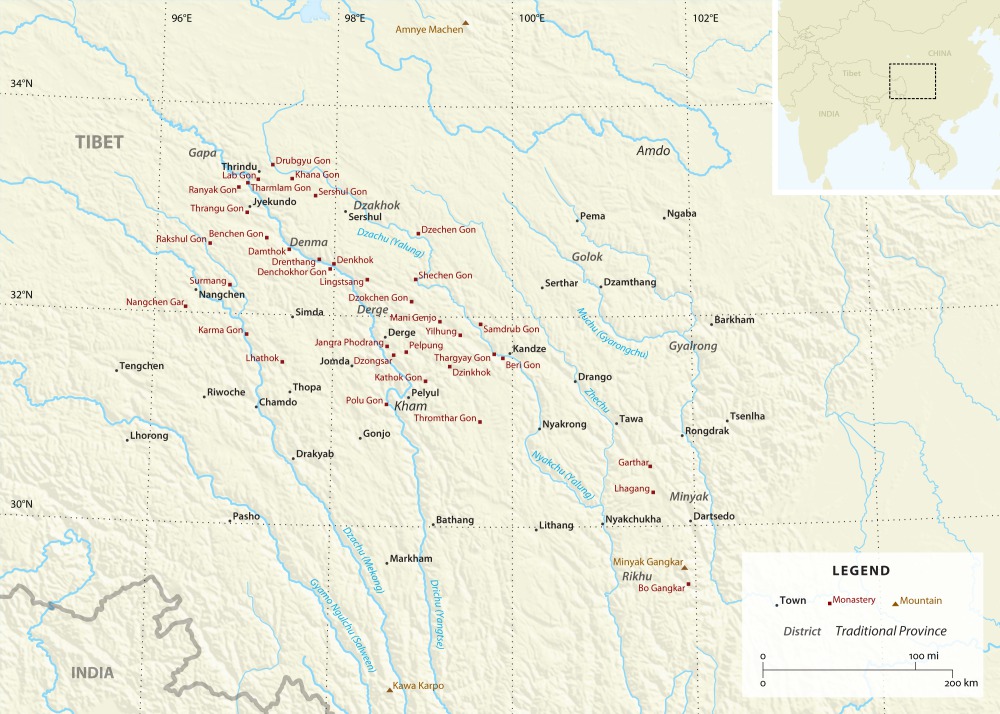 96°E
98°E
100°E
102°E
Amnye Machen
CHINA
Tibet
INDIA
34°N
TIBET
Gapa
Amdo
Drubgyu Gon
Thrindu
Lab Gon
Khana Gon
Tharmlam Gon
Ranyak Gon
Sershul Gon
Jyekundo
Thrangu Gon
Dzakhok
Sershul
Pema
Ngaba
Dzechen Gon
Benchen Gon
Rakshul Gon
Denma
Dzachu (Yalung)
Damthok
Golok
Drenthang
Denkhok
Denchokhor Gon
Shechen Gon
Lingstsang
Surmang
Serthar
Dzamthang
32°N
Nangchen
Nangchen Gar
Dzokchen Gon
Simda
Derge
Mani Genjo
Muchu (Gyarongchu)
Barkham
Karma Gon
Derge
Yilhung
Samdrub Gon
Jangra Phodrang
Pelpung
Kandze
Gyalrong
Lhathok
Jomda
Dzongsar
Thargyay Gon
Beri Gon
Tengchen
Dzinkhok
Kathok Gon
Drango
Riwoche
Thopa
Pelyul
Chamdo
Polu Gon
Kham
Zhechu
Thromthar Gon
Tawa
Tsenlha
Nyakrong
Rongdrak
Lhorong
Gonjo
Drakyab
Garthar
Nyakchu (Yalung)
Lhagang
Minyak
30°N
Pasho
Bathang
Lithang
Nyakchukha
Dartsedo
Dzachu (Mekong)
Markham
Minyak Gangkar
Rikhu
Bo Gangkar
Gyamo Ngulchu (Salween)
Drichu (Yangtse)
INDIA
Kawa Karpo
LEGEND
Town
Monastery
Mountain
District
Traditional Province
0
100 mi
0
200 km